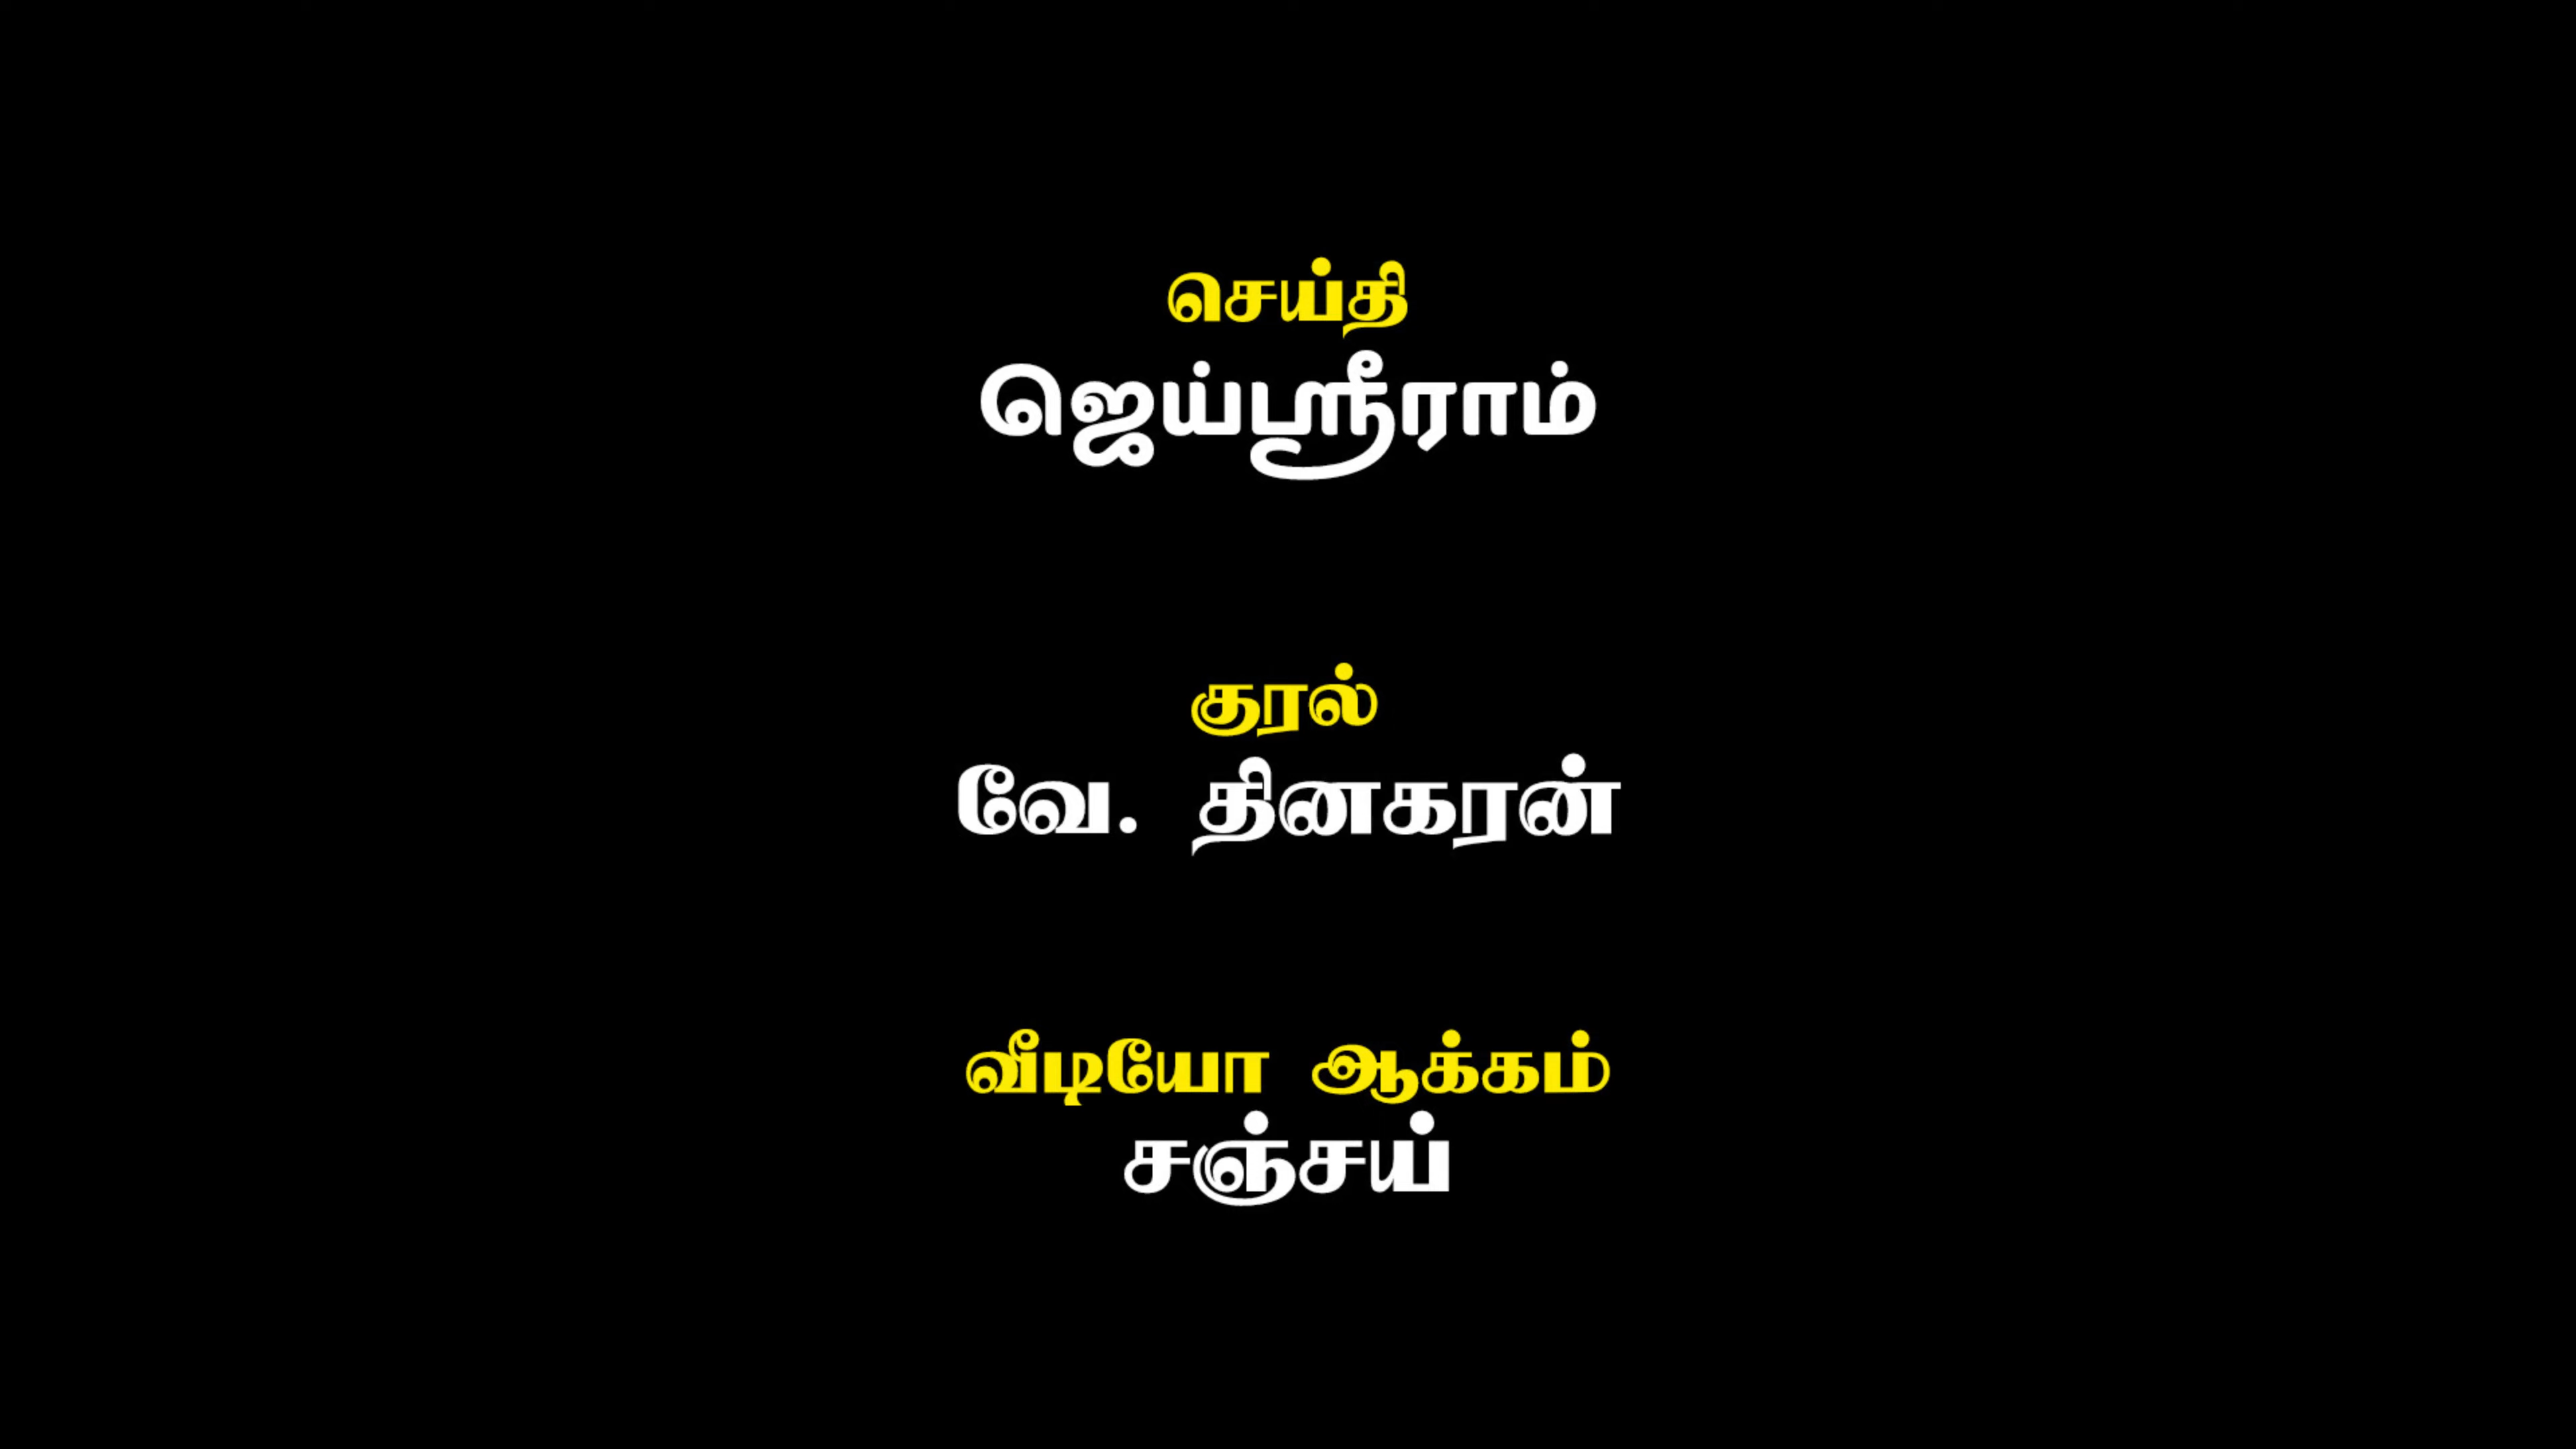 செய்தி
ஜெய்ஸ்ரீராம்
குரல்
வே. தினகரன்
வீடியோ ஆக்கம்
சஞ்சய்